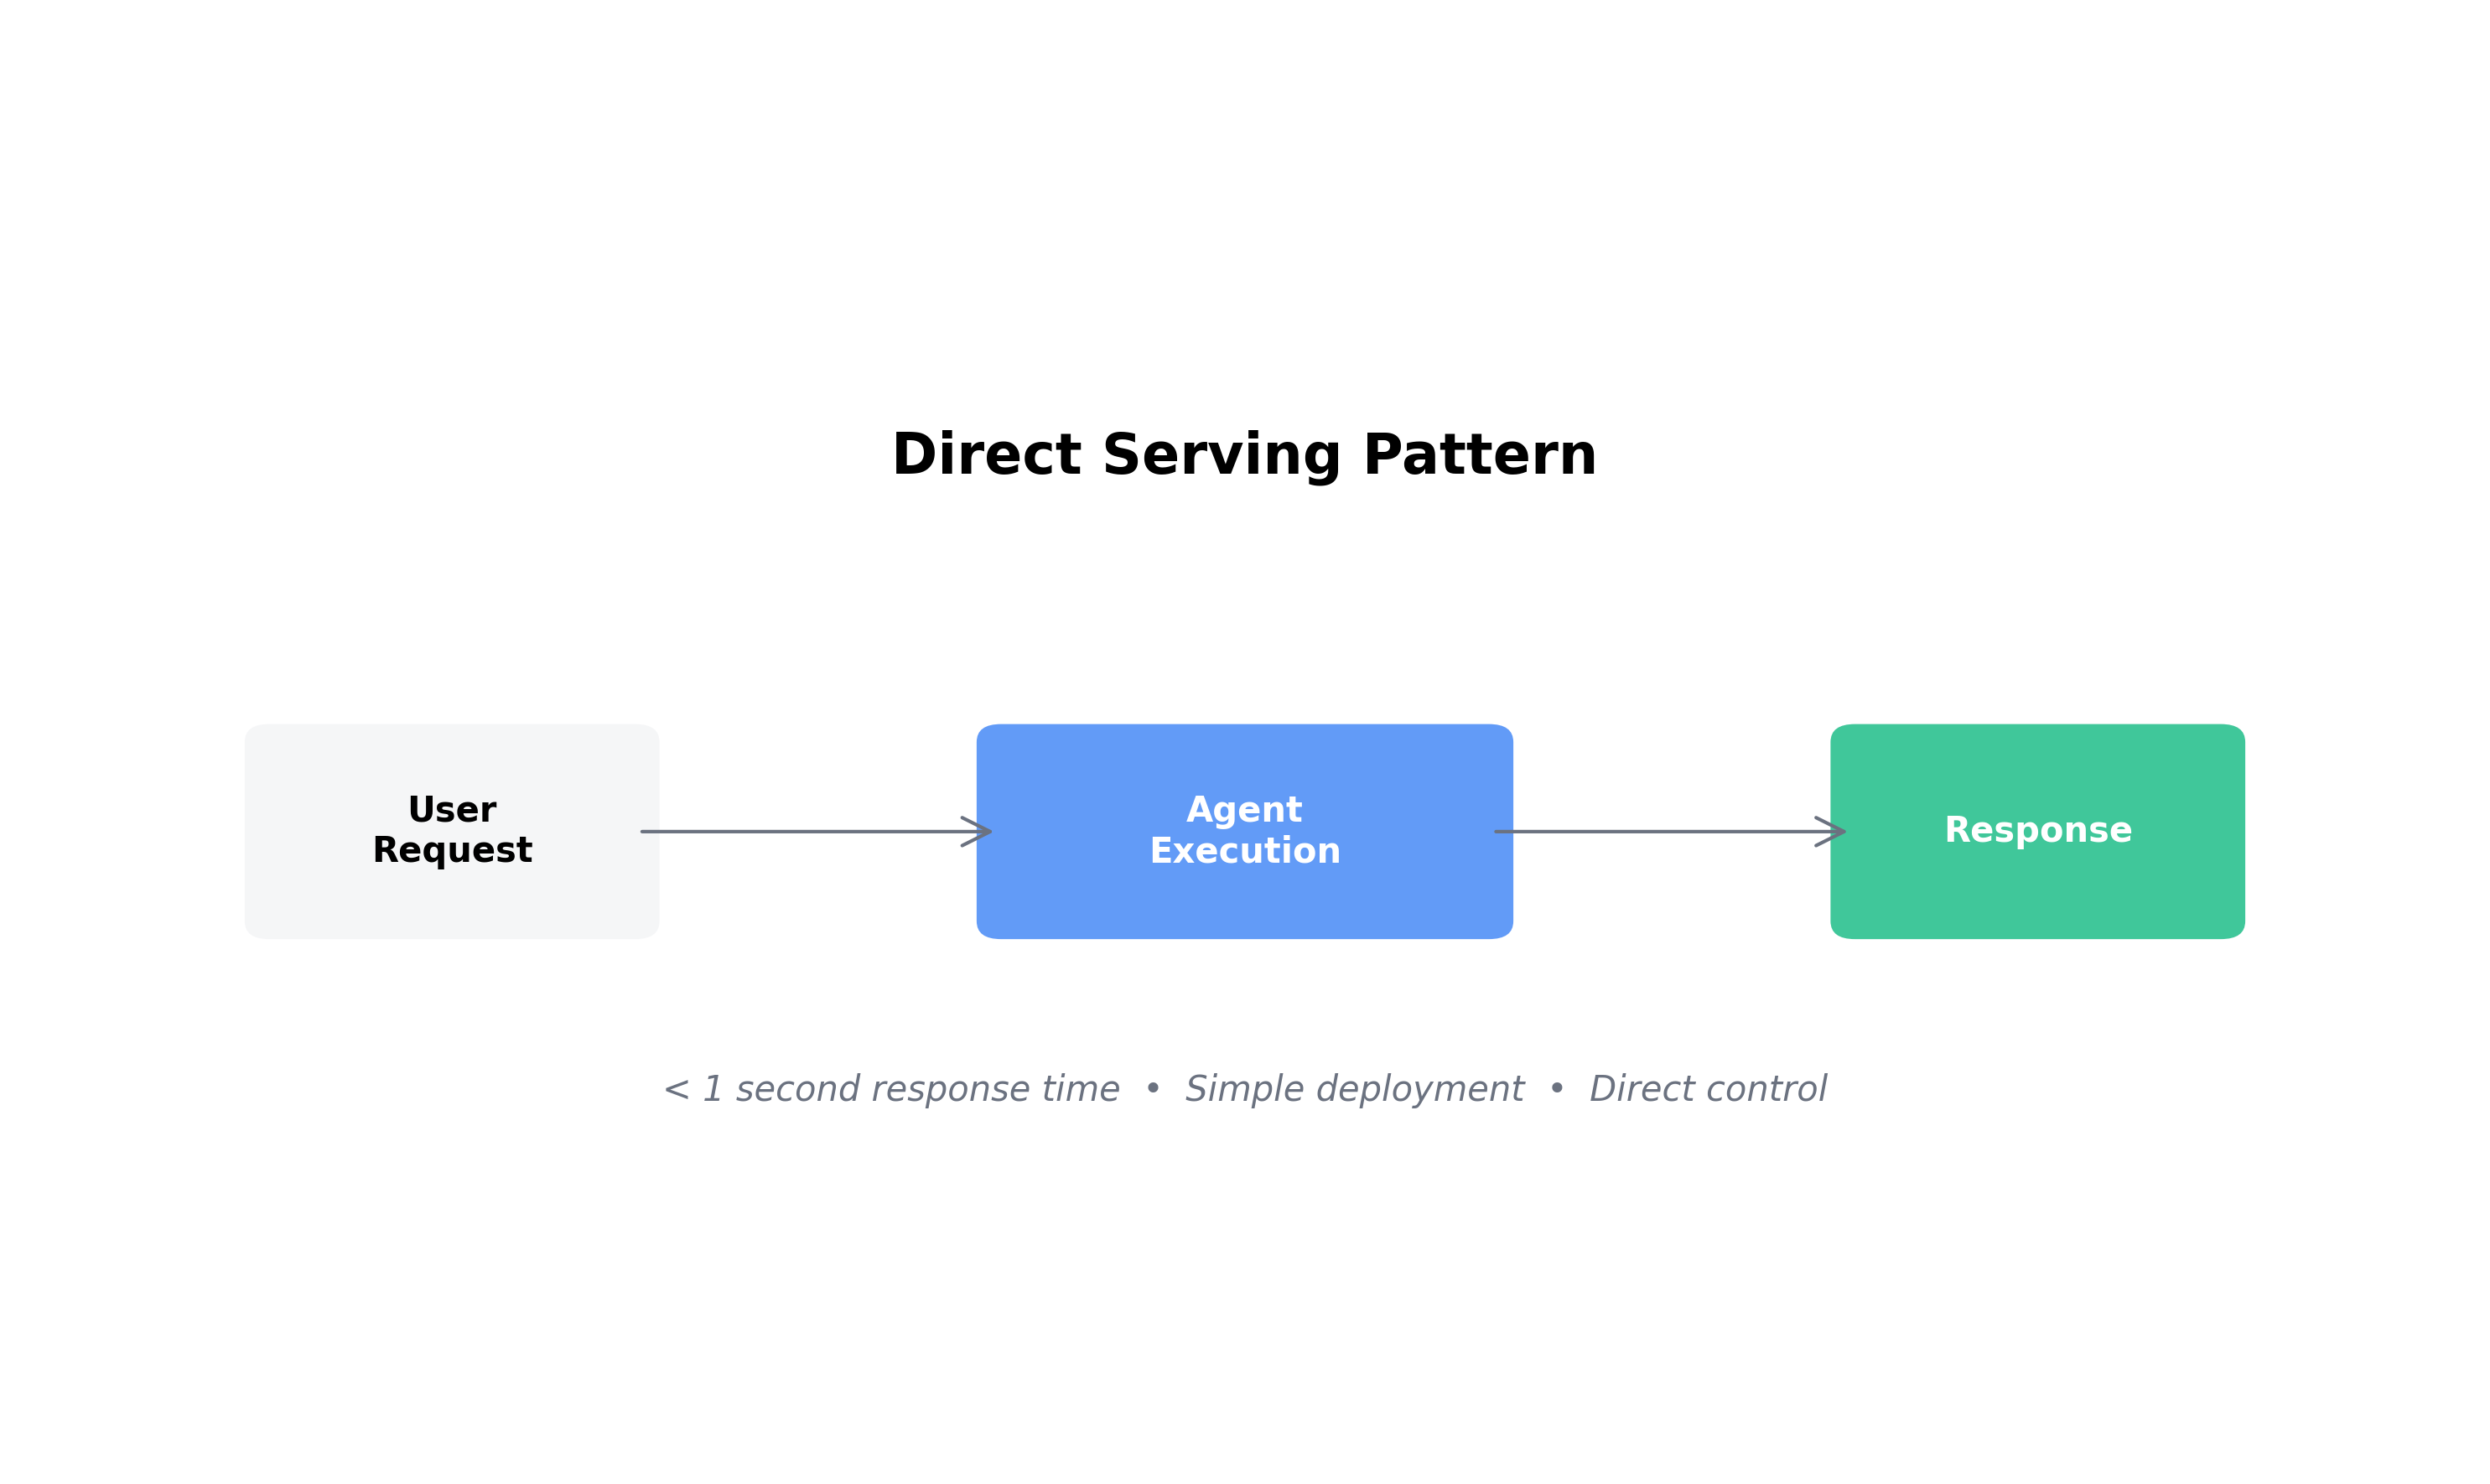 Direct Serving Pattern
User
Request
Agent
Execution
Response
< 1 second response time • Simple deployment • Direct control